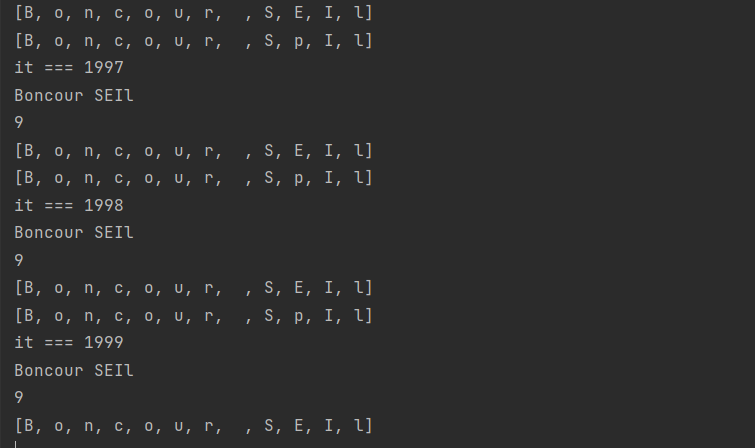 [B, o, n, c, o, u, r,  , S, E, I, l]
[B, o, n, c, o, u, r,  , S, p, I, l]
it === 1997
Boncour SEIl
9
[B, o, n, c, o, u, r,  , S, E, I, l]
[B, o, n, c, o, u, r,  , S, p, I, l]
it === 1998
Boncour SEIl
9
[B, o, n, c, o, u, r,  , S, E, I, l]
[B, o, n, c, o, u, r,  , S, p, I, l]
it === 1999
Boncour SEIl
9
[B, o, n, c, o, u, r,  , S, E, I, l]